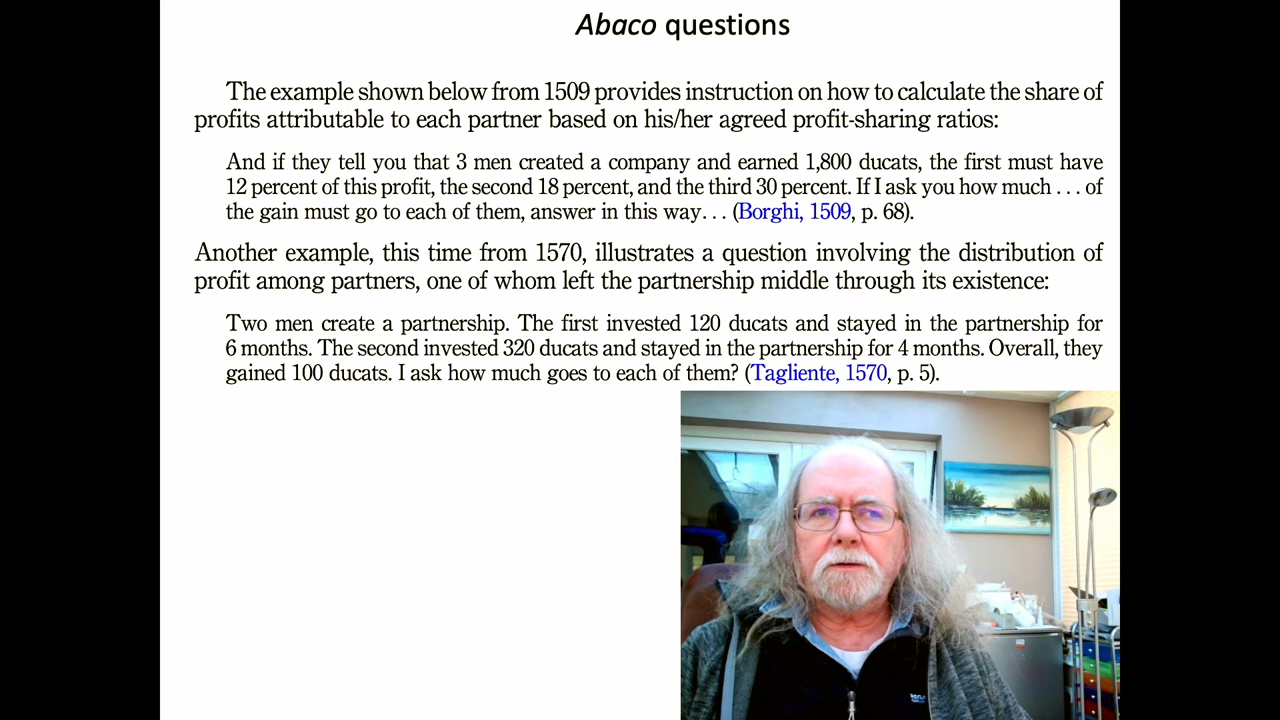 Abaco questions
The example shown below from 1509 provides instruction on how to calculate the share of
profits attributable to each partner based on his/her agreed profit-sharing ratios:
And if they tell you that 3 men created a company and earned 1,800 ducats, the first must have
12 percent of this profit, the second 18 percent, and the third 30 percent. If I ask you how much . . . of
the gain must go to each of them, answer in this way. . . (Borghi, 1509, p. 68).
Another example, this time from 1570, illustrates a question involving the distribution of
profit among partners, one of whom left the partnership middle through its existence:
Two men create a partnership. The first invested 120 ducats and stayed in the partnership for
6 months. The second invested 320 ducats and stayed in the partnership for 4 months. Overall, they
gained 100 ducats. I ask how much goes to each of them? (Tagliente, 1570, p. 5).